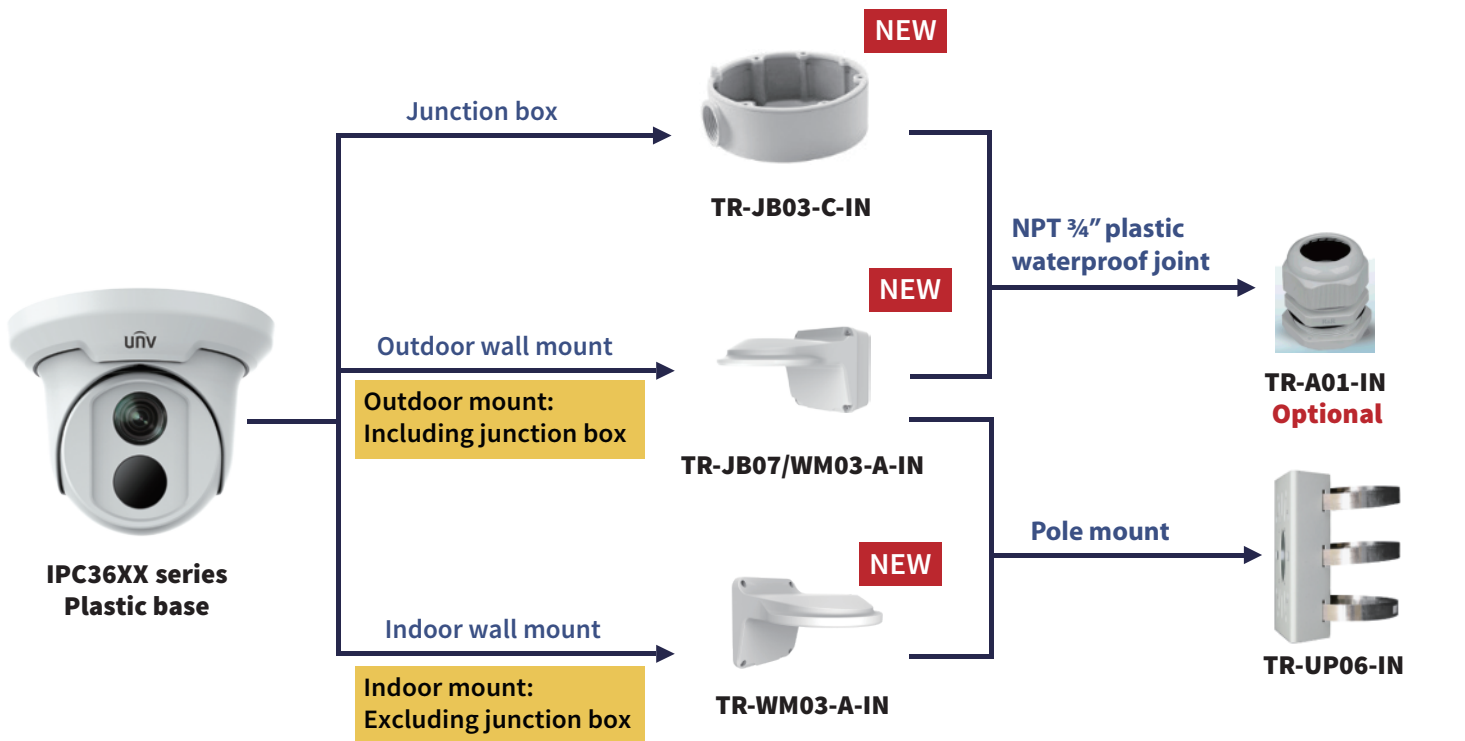 NEW
Junction box
TR-JB03-C-IN
NPT ¾” plastic
waterproof joint
NEW
unv
Outdoor wall mount
Outdoor mount:
Including junction box
TR-JB07/WM03-A-IN
TR-A01-IN
Optional
Pole mount
NEW
IPC36XX series
Plastic base
Indoor wall mount
Indoor mount:
Excluding junction box
TR-WM03-A-IN
TR-UP06-IN